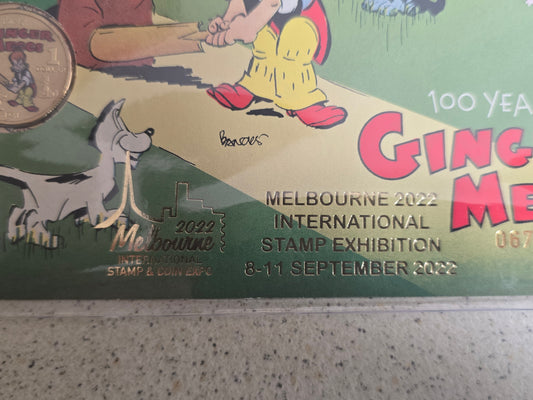 GINGER
MEGGS
1
100 YEA
GING
ME
067
Bancks
MELBOURNE 2022
INTERNATIONAL
STAMP EXHIBITION
8-11 SEPTEMBER 2022
2022
Melbourne
INTERNATIONAL
STAMP & COIN EXPO